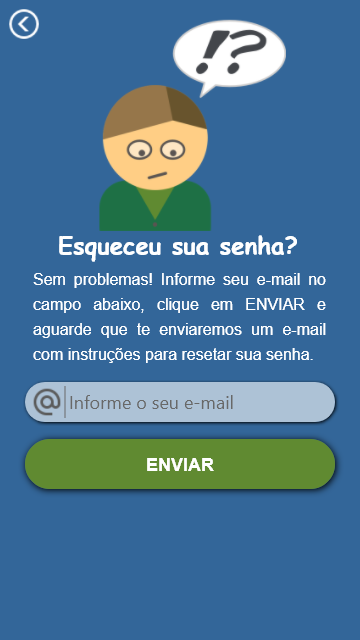 !?
Esqueceu sua senha?
Sem problemas! Informe seu e-mail no
campo abaixo, clique em ENVIAR e
aguarde que te enviaremos um e-mail
com instruções para resetar sua senha.
@ Informe o seu e-mail
ENVIAR